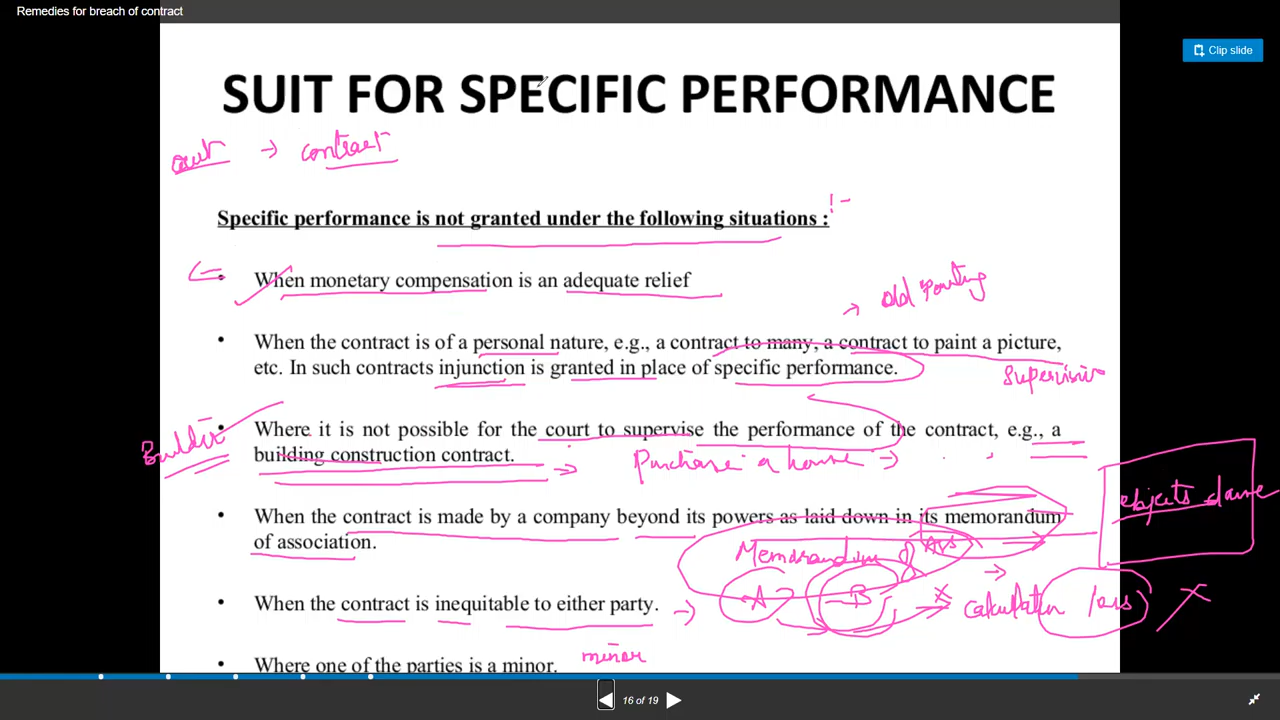 Remedies for breach of contract
Clip slide
SUIT FOR SPECIFIC PERFORMANCE
court → contract
Specific performance is not granted under the following situations : :-
• When monetary compensation is an adequate relief
→ old Painting
• When the contract is of a personal nature, e.g., a contract to many, a contract to paint a picture,
etc. In such contracts injunction is granted in place of specific performance.
Supervision
• Where it is not possible for the court to supervise the performance of the contract, e.g., a
Builder
building construction contract.
→ Purchase a house →
objects clause
• When the contract is made by a company beyond its powers as laid down in its memorandum
of association.
Memorandum of Ass
• When the contract is inequitable to either party. → A B → calculation loss
• Where one of the parties is a minor. minor
16 of 19